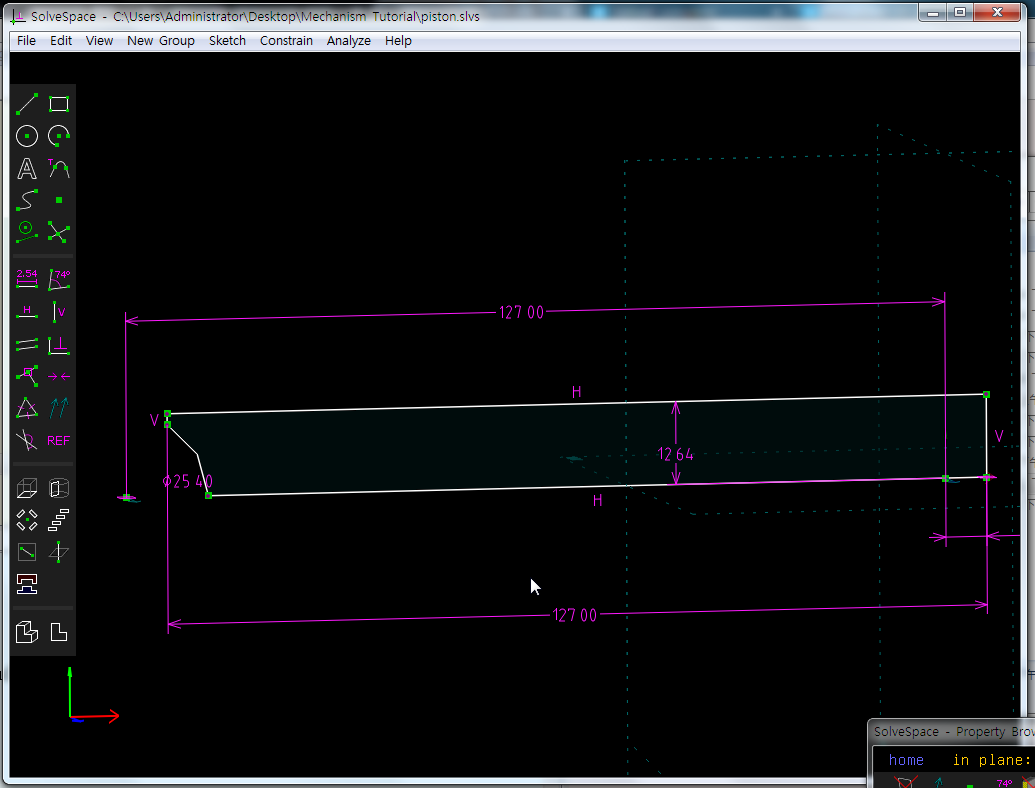 SolveSpace - C:\Users\Administrator\Desktop\Mechanism Tutorial\piston.slvs
File Edit View New Group Sketch Constrain Analyze Help
A T
2.54 74°
H V
REF
127.00
H
V
V
12.64
ϕ25.40
H
127.00
SolveSpace - Property Brow
home in plane:
74°